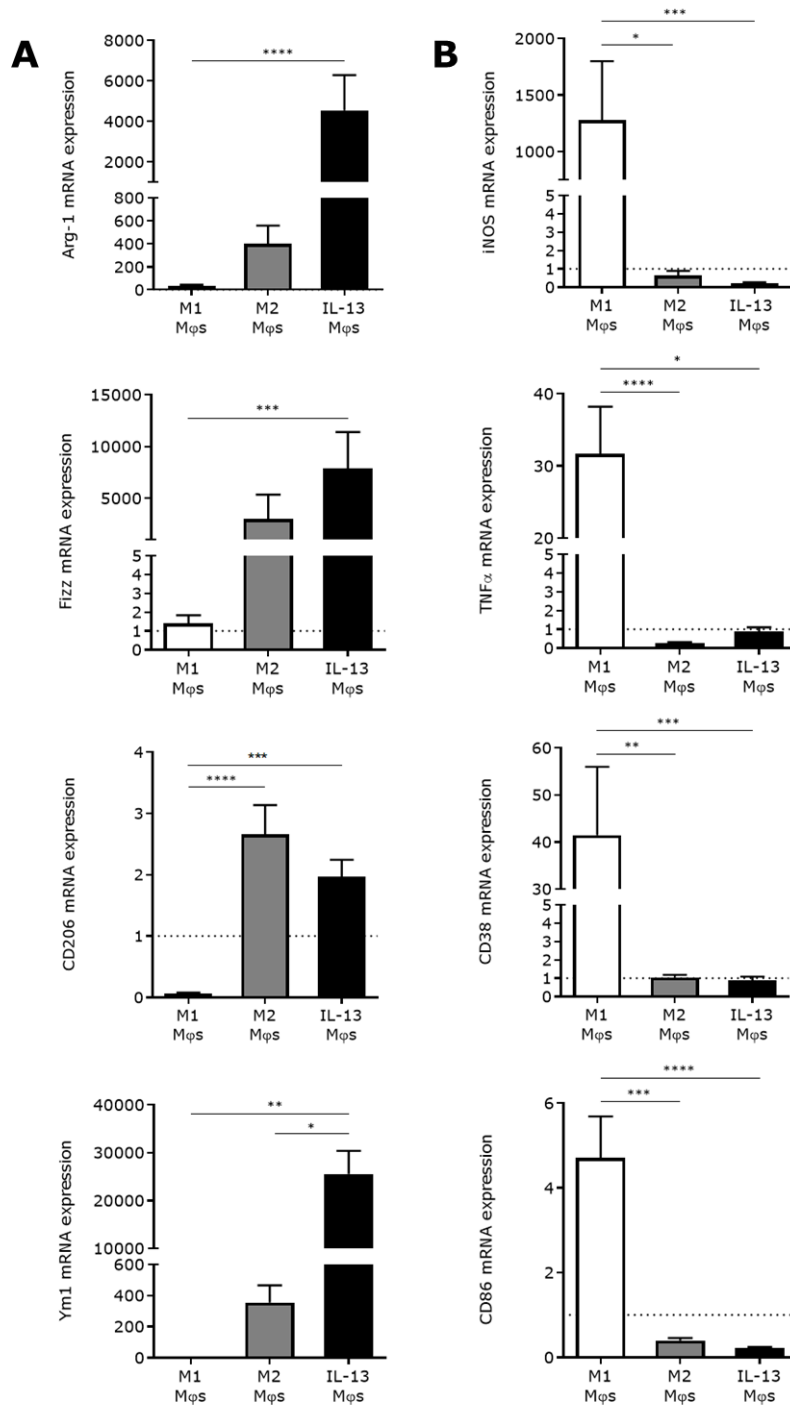 A
Arg-1 mRNA expression
8000
6000
4000
2000
800
600
400
200
0
****
M1 M2 IL-13
Mφs Mφs Mφs
Fizz mRNA expression
15000
10000
5000
5
4
3
2
1
0
***
M1 M2 IL-13
Mφs Mφs Mφs
CD206 mRNA expression
4
3
2
1
0
***
****
M1 M2 IL-13
Mφs Mφs Mφs
Ym1 mRNA expression
40000
30000
20000
10000
600
400
200
0
**
*
M1 M2 IL-13
Mφs Mφs Mφs
B
iNOS mRNA expression
2000
1500
1000
5
4
3
2
1
0
***
*
M1 M2 IL-13
Mφs Mφs Mφs
TNFα mRNA expression
40
30
20
5
4
3
2
1
0
*
****
M1 M2 IL-13
Mφs Mφs Mφs
CD38 mRNA expression
60
50
40
30
5
4
3
2
1
0
***
**
M1 M2 IL-13
Mφs Mφs Mφs
CD86 mRNA expression
6
4
2
0
****
***
M1 M2 IL-13
Mφs Mφs Mφs